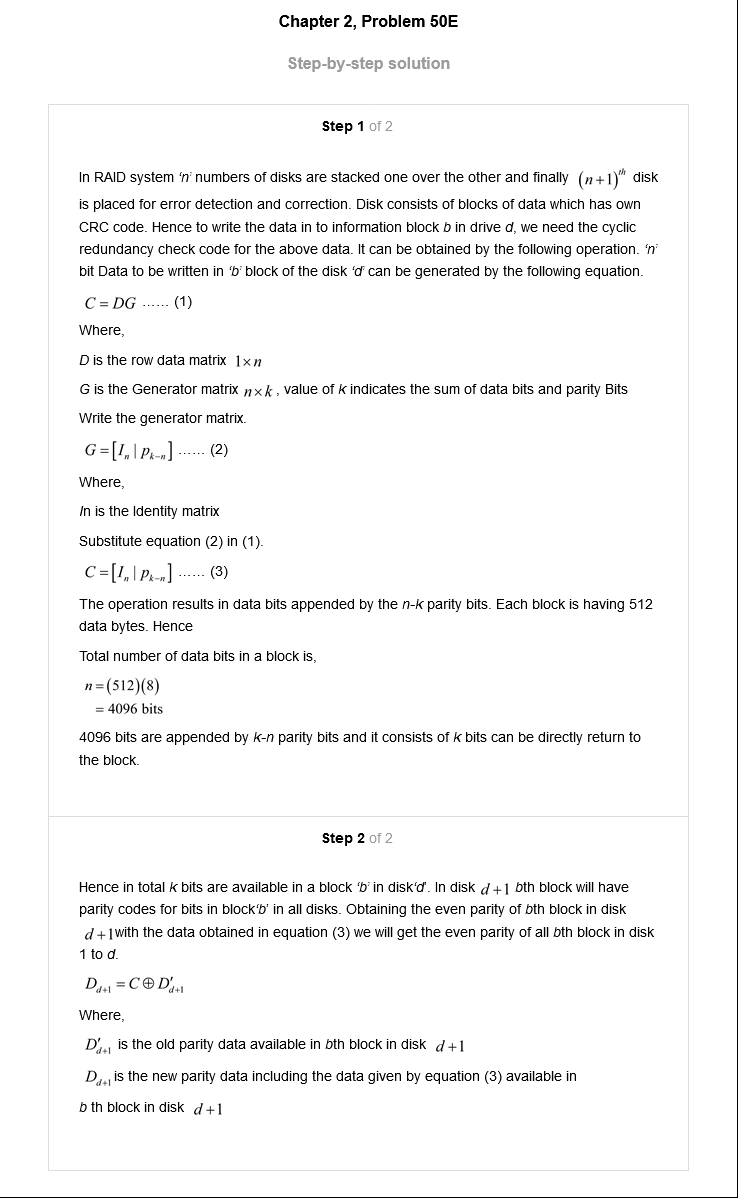 Chapter 2, Problem 50E
Step-by-step solution
Step 1 of 2
In RAID system ‘n’ numbers of disks are stacked one over the other and finally (n+1)^th disk
is placed for error detection and correction. Disk consists of blocks of data which has own
CRC code. Hence to write the data in to information block b in drive d, we need the cyclic
redundancy check code for the above data. It can be obtained by the following operation. ‘n’
bit Data to be written in ‘b’ block of the disk ‘d’ can be generated by the following equation.
C = DG ...... (1)
Where,
D is the row data matrix 1×n
G is the Generator matrix n×k , value of k indicates the sum of data bits and parity Bits
Write the generator matrix.
G = [I_n | p_{k-n}] ...... (2)
Where,
In is the Identity matrix
Substitute equation (2) in (1).
C = [I_n | p_{k-n}] ...... (3)
The operation results in data bits appended by the n-k parity bits. Each block is having 512
data bytes. Hence
Total number of data bits in a block is,
n = (512)(8)
= 4096 bits
4096 bits are appended by k-n parity bits and it consists of k bits can be directly return to
the block.
Step 2 of 2
Hence in total k bits are available in a block ‘b’ in disk‘d’. In disk d+1 bth block will have
parity codes for bits in block‘b’ in all disks. Obtaining the even parity of bth block in disk
d+1with the data obtained in equation (3) we will get the even parity of all bth block in disk
1 to d.
D_{d+1} = C ⊕ D′_{d+1}
Where,
D′_{d+1} is the old parity data available in bth block in disk d+1
D_{d+1} is the new parity data including the data given by equation (3) available in
b th block in disk d+1